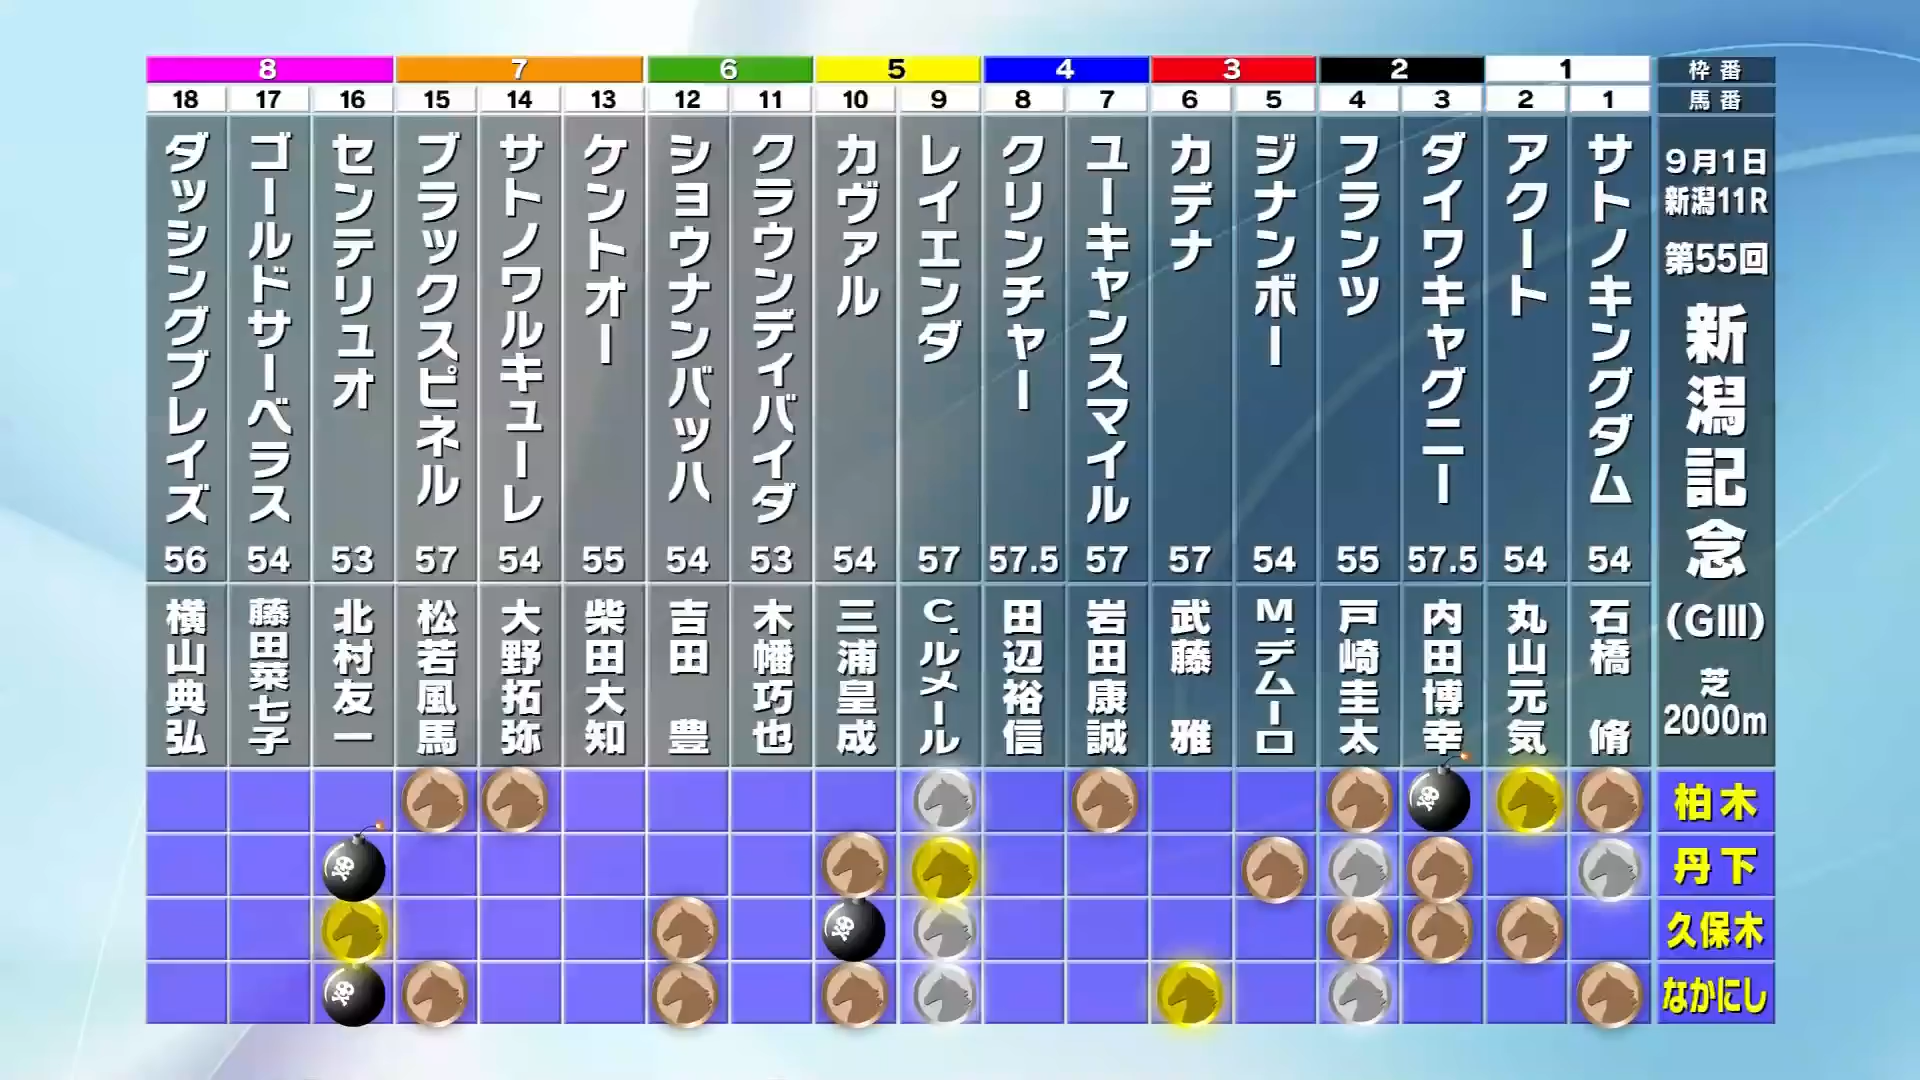 枠番 1 2 3 4 5 6 7 8
馬番 1 2 3 4 5 6 7 8 9 10 11 12 13 14 15 16 17 18
9月1日
新潟11R
第55回
新潟記念
(GIII)
芝
2000m
サトノキングダム 54 石橋 脩
アクート 54 丸山元気
ダイワキャグニー 57.5 内田博幸
フランツ 55 戸崎圭太
ジナンボー 54 M.デムーロ
カデナ 57 武藤 雅
ユーキャンスマイル 57 岩田康誠
クリンチャー 57.5 田辺裕信
レイエンダ 57 C.ルメール
カヴァル 54 三浦皇成
クラウンディバイダ 53 木幡巧也
ショウナンバッハ 54 吉田 豊
ケントオー 55 柴田大知
サトノワルキューレ 54 大野拓弥
ブラックスピネル 57 松若風馬
センテリュオ 53 北村友一
ゴールドサーベラス 54 藤田菜七子
ダッシングブレイズ 56 横山典弘
柏木
丹下
久保木
なかにし